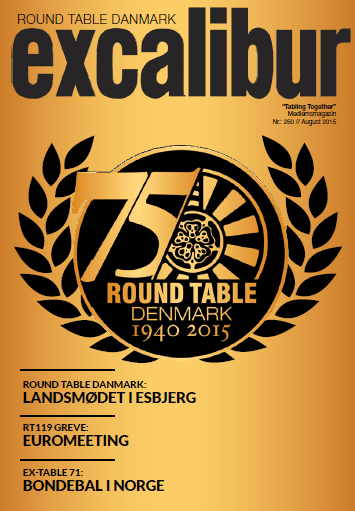 ROUND TABLE DANMARK
excalibur
"Tabling Together"
Medlemsmagasin
Nr.: 250 // August 2015
75
ROUND TABLE
DENMARK
1940 2015
ROUND TABLE DANMARK:
LANDSMØDET I ESBJERG
RT119 GREVE:
EUROMEETING
EX-TABLE 71:
BONDEBAL I NORGE